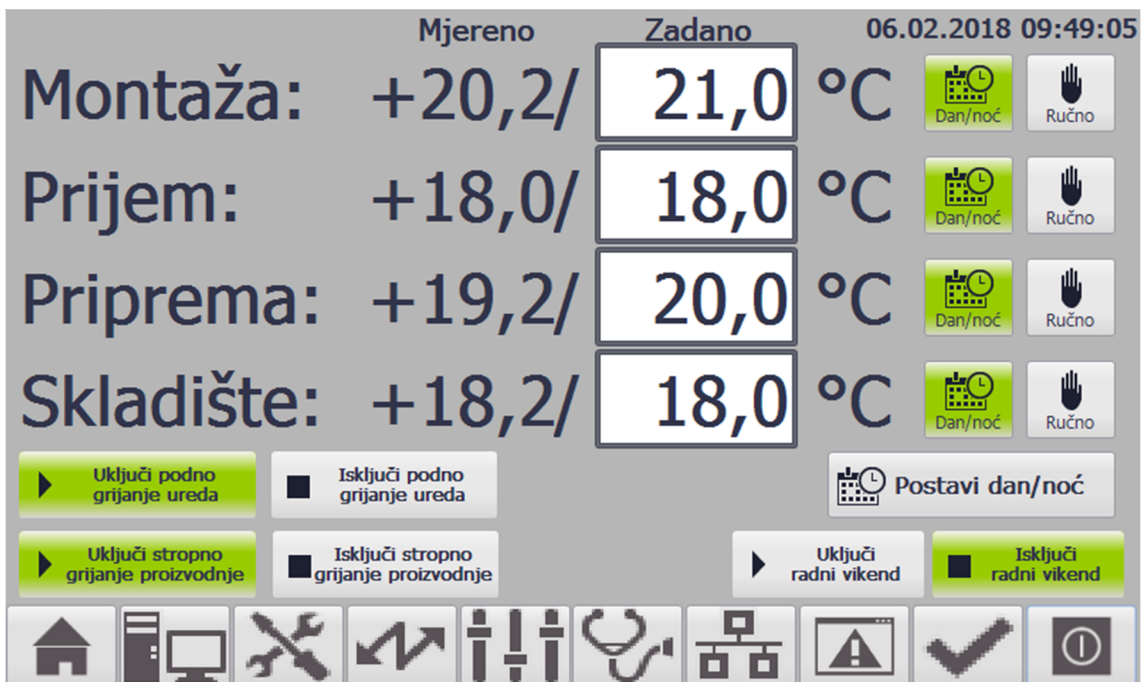 Mjereno Zadano 06.02.2018 09:49:05
Montaža: +20,2/ 21,0 °C Dan/noć Ručno
Prijem: +18,0/ 18,0 °C Dan/noć Ručno
Priprema: +19,2/ 20,0 °C Dan/noć Ručno
Skladište: +18,2/ 18,0 °C Dan/noć Ručno
Uključi podno
grijanje ureda
Isključi podno
grijanje ureda
Postavi dan/noć
Uključi stropno
grijanje proizvodnje
Isključi stropno
grijanje proizvodnje
Uključi
radni vikend
Isključi
radni vikend